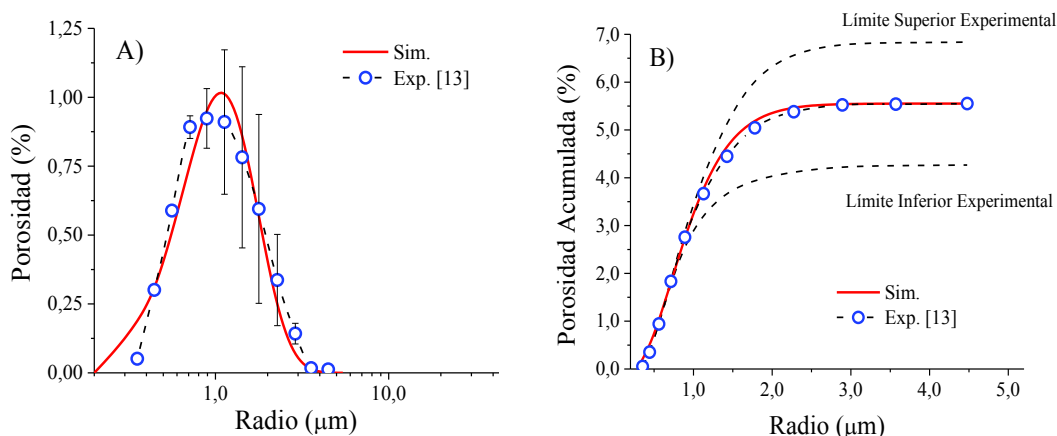 A)
Sim.
Exp. [13]
Porosidad (%)
1,25
1,00
0,75
0,50
0,25
0,00
1,0
10,0
Radio (μm)
B)
Límite Superior Experimental
Límite Inferior Experimental
Sim.
Exp. [13]
Porosidad Acumulada (%)
7,0
6,0
5,0
4,0
3,0
2,0
1,0
0,0
1,0
2,0
3,0
4,0
5,0
Radio (μm)